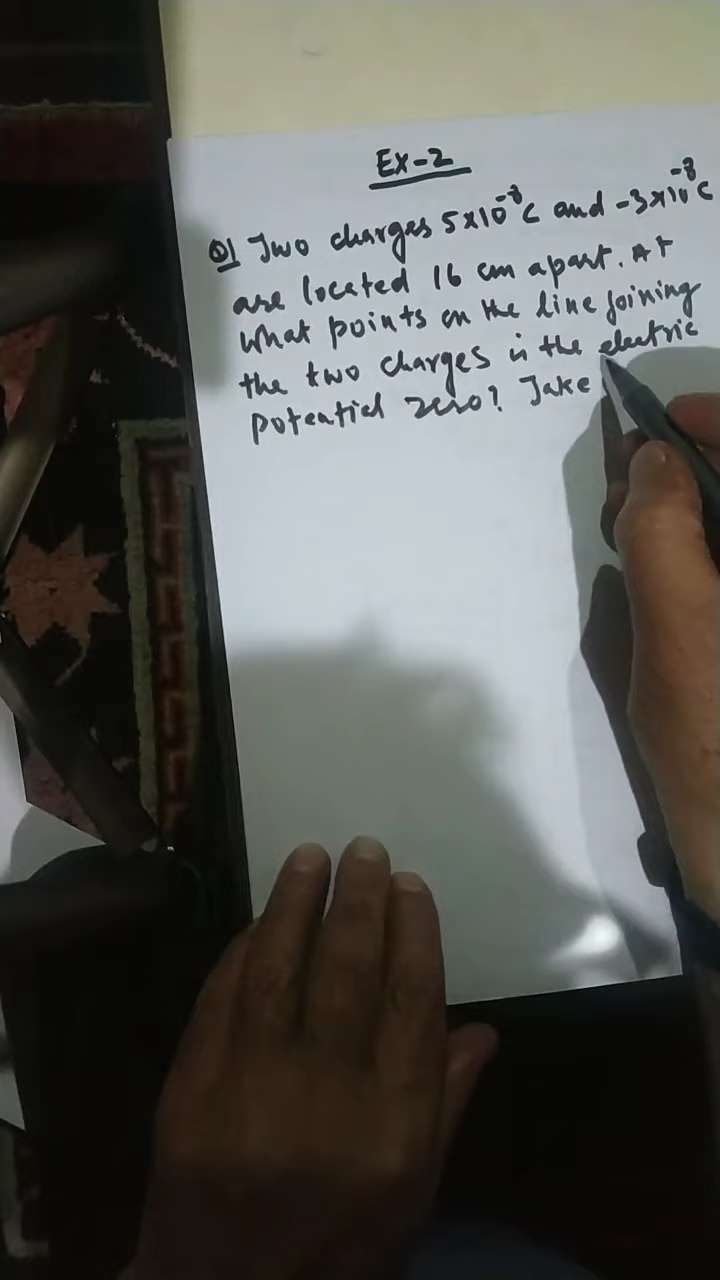 Ex-2
Q1 Two charges 5x10⁻⁸ C and -3x10⁻⁸ C
are located 16 cm apart. At
what points on the line joining
the two charges is the electric
potential zero? Take